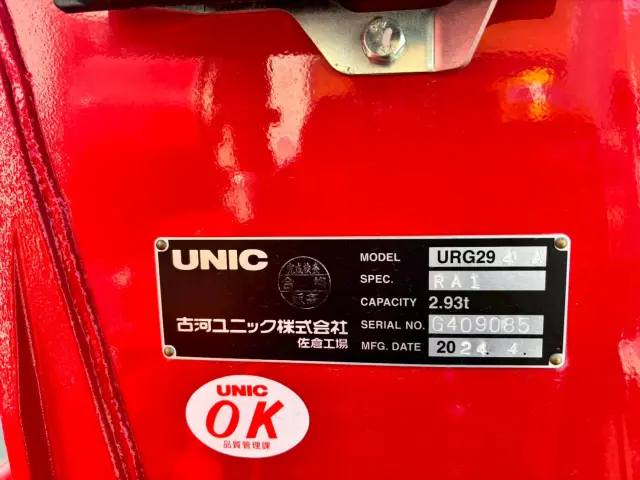 UNIC
MODEL URG294A
SPEC. RA1
CAPACITY 2.93t
古河ユニック株式会社
佐倉工場
SERIAL NO. G409085
MFG. DATE 2024. 4.
UNIC
OK
品質管理課